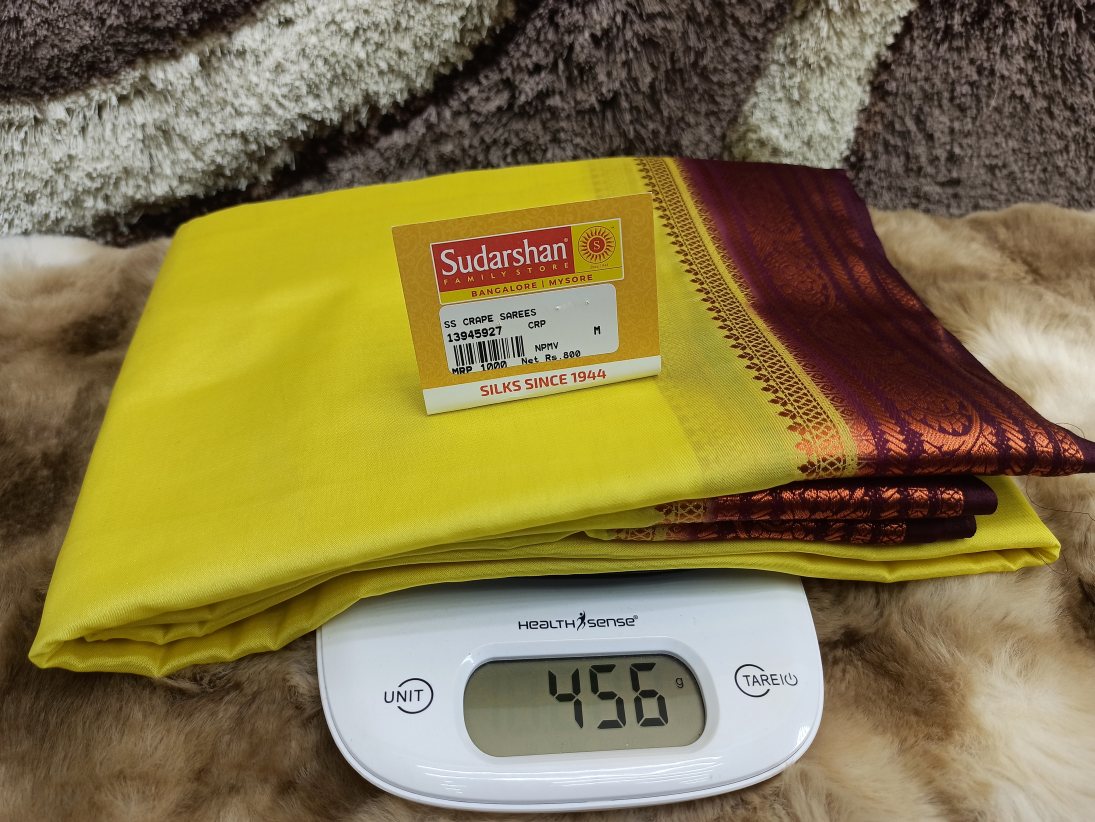 Sudarshan®
FAMILY STORE
S
BANGALORE | MYSORE
SS CRAPE SAREES
13945927 CRP M
NPMV
MRP 1000 Net Rs.800
SILKS SINCE 1944
HEALTH SENSE®
UNIT
456 g
TARE I